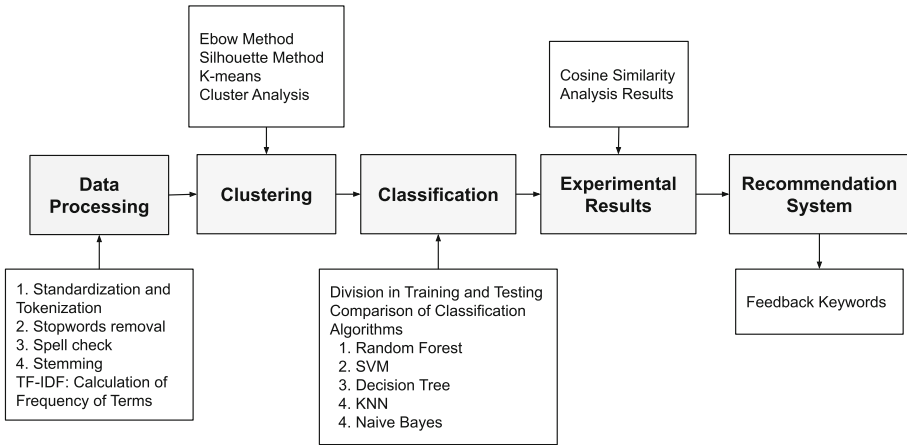 Ebow Method
Silhouette Method
K-means
Cluster Analysis
Cosine Similarity
Analysis Results
Data
Processing
Clustering
Classification
Experimental
Results
Recommendation
System
1. Standardization and
Tokenization
2. Stopwords removal
3. Spell check
4. Stemming
TF-IDF: Calculation of
Frequency of Terms
Division in Training and Testing
Comparison of Classification
Algorithms
1. Random Forest
2. SVM
3. Decision Tree
4. KNN
4. Naive Bayes
Feedback Keywords